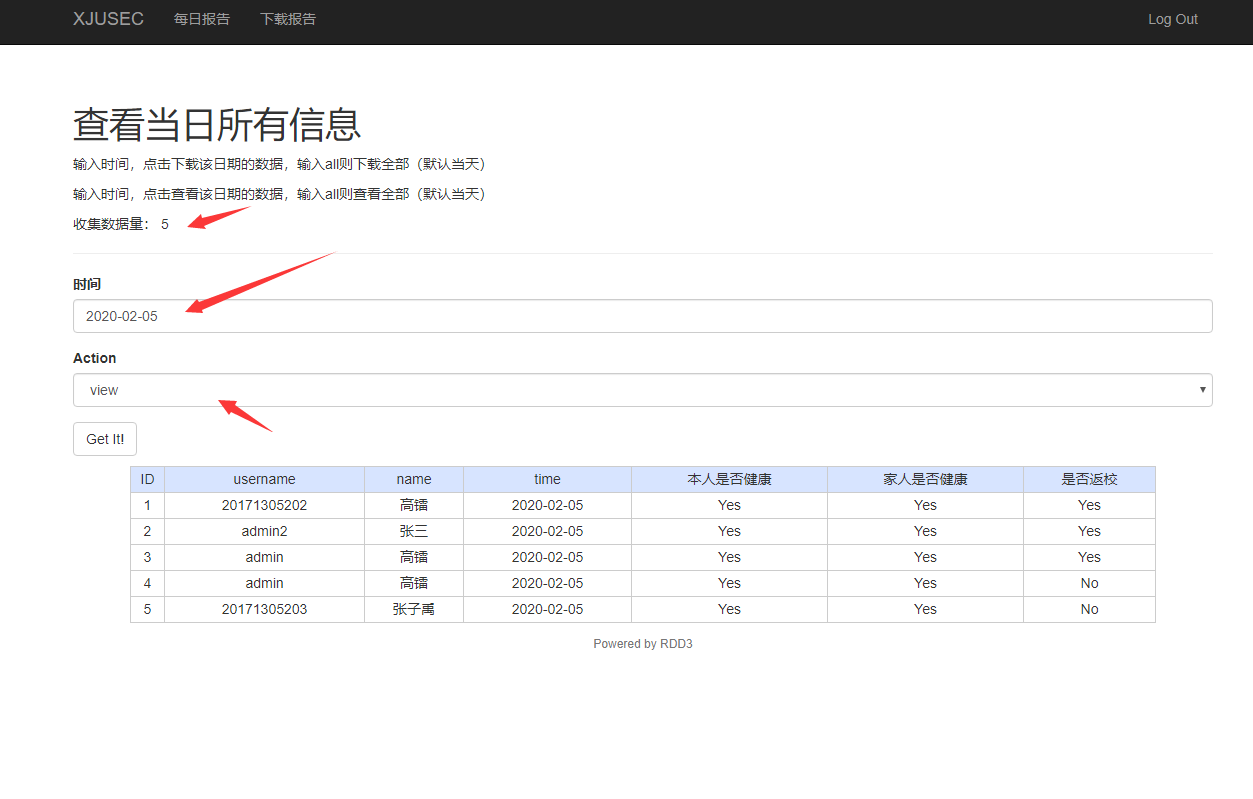 XJUSEC 每日报告 下载报告 Log Out
查看当日所有信息
输入时间，点击下载该日期的数据，输入all则下载全部（默认当天）
输入时间，点击查看该日期的数据，输入all则查看全部（默认当天）
收集数据量： 5
时间
2020-02-05
Action
view
Get It!
ID username name time 本人是否健康 家人是否健康 是否返校
1 20171305202 高镭 2020-02-05 Yes Yes Yes
2 admin2 张三 2020-02-05 Yes Yes Yes
3 admin 高镭 2020-02-05 Yes Yes Yes
4 admin 高镭 2020-02-05 Yes Yes No
5 20171305203 张子禹 2020-02-05 Yes Yes No
Powered by RDD3